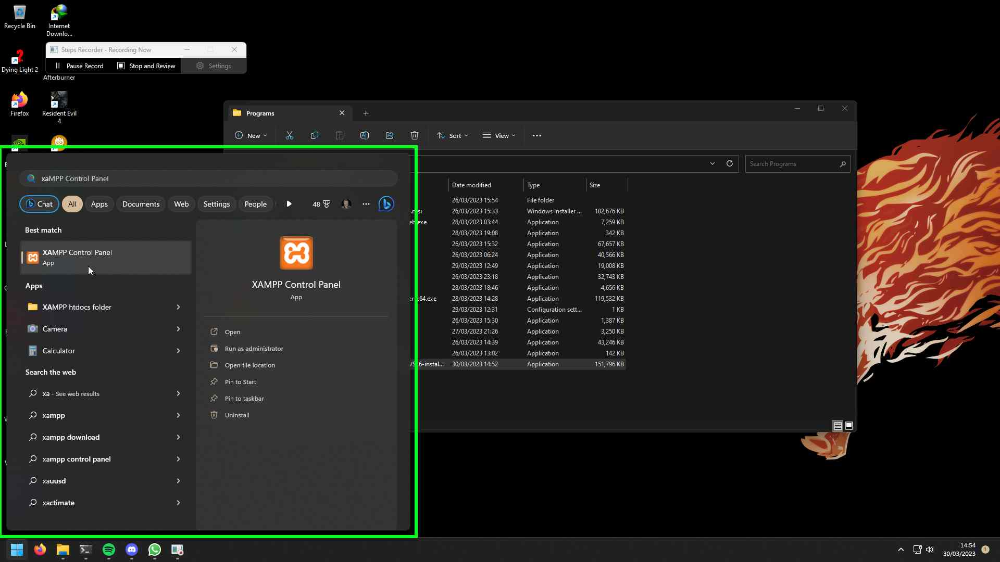 Recycle Bin
Internet
Downlo...
Steps Recorder - Recording Now
Pause Record
Stop and Review
Settings
Dying Light 2
Afterburner
Firefox
Resident Evil
4
Programs
New
Sort
View
Search Programs
xaMPP Control Panel
Chat
All
Apps
Documents
Web
Settings
People
48
Best match
XAMPP Control Panel
App
Apps
XAMPP htdocs folder
Camera
Calculator
Search the web
xa - See web results
xampp
xampp download
xampp control panel
xauusd
xactimate
XAMPP Control Panel
App
Open
Run as administrator
Open file location
Pin to Start
Pin to taskbar
Uninstall
Date modified Type Size
26/03/2023 15:54 File folder
26/03/2023 15:33 Windows Installer ... 102,676 KB
28/03/2023 03:44 Application 7,259 KB
28/03/2023 19:08 Application 342 KB
26/03/2023 15:32 Application 67,657 KB
26/03/2023 06:24 Application 40,566 KB
29/03/2023 12:49 Application 19,008 KB
26/03/2023 23:18 Application 32,743 KB
28/03/2023 18:46 Application 4,656 KB
28/03/2023 14:28 Application 119,532 KB
29/03/2023 12:31 Configuration sett... 1 KB
26/03/2023 15:30 Application 1,387 KB
27/03/2023 21:26 Application 3,250 KB
26/03/2023 14:39 Application 43,246 KB
26/03/2023 13:02 Application 142 KB
30/03/2023 14:52 Application 151,796 KB
14:54
30/03/2023
1